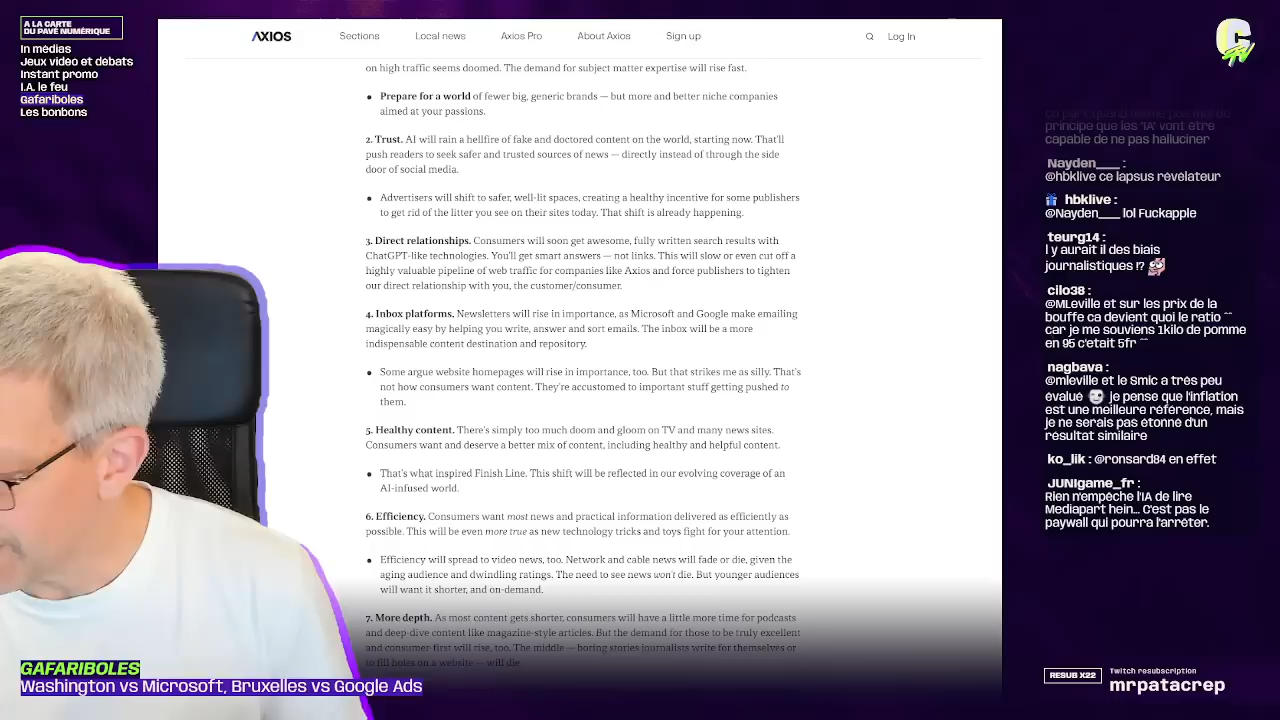 A LA CARTE
DU PAVÉ NUMÉRIQUE
In médias
Jeux vidéo et débats
Instant promo
I.A. le feu
Gafariboles
Les bonbons
AXIOS
Sections
Local news
Axios Pro
About Axios
Sign up
Log In
on high traffic seems doomed. The demand for subject matter expertise will rise fast.
• Prepare for a world of fewer big, generic brands — but more and better niche companies
aimed at your passions.
2. Trust. AI will rain a hellfire of fake and doctored content on the world, starting now. That'll
push readers to seek safer and trusted sources of news — directly instead of through the side
door of social media.
• Advertisers will shift to safer, well-lit spaces, creating a healthy incentive for some publishers
to get rid of the litter you see on their sites today. That shift is already happening.
3. Direct relationships. Consumers will soon get awesome, fully written search results with
ChatGPT-like technologies. You'll get smart answers — not links. This will slow or even cut off a
highly valuable pipeline of web traffic for companies like Axios and force publishers to tighten
our direct relationship with you, the customer/consumer.
4. Inbox platforms. Newsletters will rise in importance, as Microsoft and Google make emailing
magically easy by helping you write, answer and sort emails. The inbox will be a more
indispensable content destination and repository.
• Some argue website homepages will rise in importance, too. But that strikes me as silly. That's
not how consumers want content. They're accustomed to important stuff getting pushed to
them.
5. Healthy content. There's simply too much doom and gloom on TV and many news sites.
Consumers want and deserve a better mix of content, including healthy and helpful content.
• That's what inspired Finish Line. This shift will be reflected in our evolving coverage of an
AI-infused world.
6. Efficiency. Consumers want most news and practical information delivered as efficiently as
possible. This will be even more true as new technology tricks and toys fight for your attention.
• Efficiency will spread to video news, too. Network and cable news will fade or die, given the
aging audience and dwindling ratings. The need to see news won't die. But younger audiences
will want it shorter, and on-demand.
7. More depth. As most content gets shorter, consumers will have a little more time for podcasts
and deep-dive content like magazine-style articles. But the demand for those to be truly excellent
and consumer-first will rise, too. The middle — boring stories journalists write for themselves or
to fill holes on a website — will die
GAFARIBOLES
Washington vs Microsoft, Bruxelles vs Google Ads
G TV
principe que les "IA" vont être
capable de ne pas halluciner
Nayden___ :
@hbklive ce lapsus révélateur
hbklive :
@Nayden___ lol Fuckapple
teurg14 :
Il y aurait il des biais
journalistiques !?
cilo38 :
@MLeville et sur les prix de la
bouffe ca devient quoi le ratio ^^
car je me souviens 1kilo de pomme
en 95 c'etait 5fr ^^
nagbava :
@mleville et le Smic a très peu
évalué je pense que l'inflation
est une meilleure référence, mais
je ne serais pas étonné d'un
résultat similaire
ko_lik : @ronsard84 en effet
JUNIgame_fr :
Rien n'empêche l'IA de lire
Mediapart hein... C'est pas le
paywall qui pourra l'arrêter.
RESUB X22
Twitch resubscription
mrpatacrep